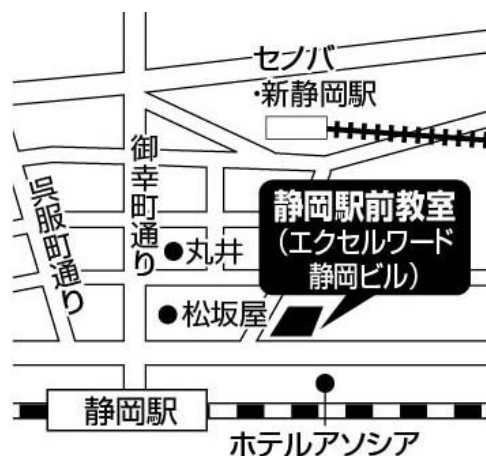 セノバ
・新静岡駅
御幸町通り
呉服町通り
静岡駅前教室
（エクセルワード
静岡ビル）
丸井
松坂屋
静岡駅
ホテルアソシア